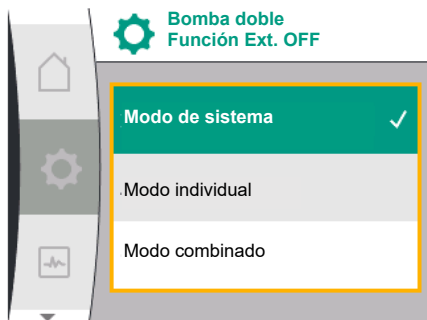 Bomba doble
Función Ext. OFF
Modo de sistema
Modo individual
Modo combinado